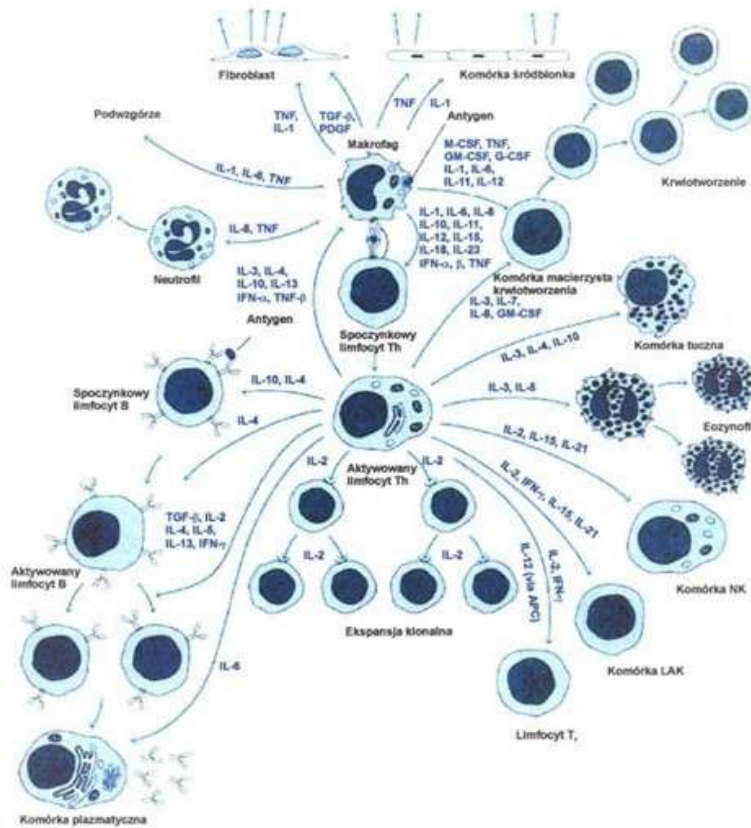 Fibroblast
Komórka śródbłonka
TNF,
IL-1
TGF-β,
PDGF
TNF
IL-1
Podwzgórze
Makrofag
Antygen
M-CSF, TNF,
GM-CSF, G-CSF
IL-1, IL-6,
IL-11, IL-12
Krwiotworzenie
IL-1, IL-6, TNF
IL-8, TNF
Neutrofil
IL-1, IL-6, IL-8
IL-10, IL-11,
IL-12, IL-15,
IL-18, IL-23
IFN-α, β, TNF
IL-3, IL-4,
IL-10, IL-13
IFN-α, TNF-β
Komórka macierzysta
krwiotworzenia
IL-3, IL-7,
IL-8, GM-CSF
Antygen
Spoczynkowy
limfocyt Th
Komórka tuczna
IL-3, IL-4, IL-10
Spoczynkowy
limfocyt B
IL-10, IL-4
IL-4
IL-3, IL-5
Eozynofil
IL-2, IL-15, IL-21
IL-2
Aktywowany
limfocyt Th
IL-2
IL-2, IFN-γ, IL-15, IL-21
TGF-β, IL-2
IL-4, IL-5,
IL-13, IFN-γ
Aktywowany
limfocyt B
IL-2
IL-2
IL-2, IFN-γ
IL-12 (via APC)
Komórka NK
Ekspansja klonalna
IL-6
Komórka LAK
Limfocyt Tc
Komórka plazmatyczna